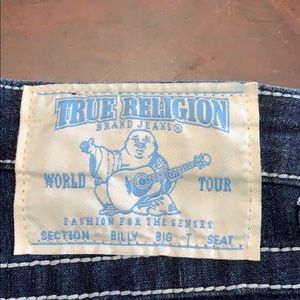 TRUE RELIGION
BRAND JEANS®
WORLD TOUR
FASHION FOR THE SENSES
SECTION BILLY BIG T SEAT